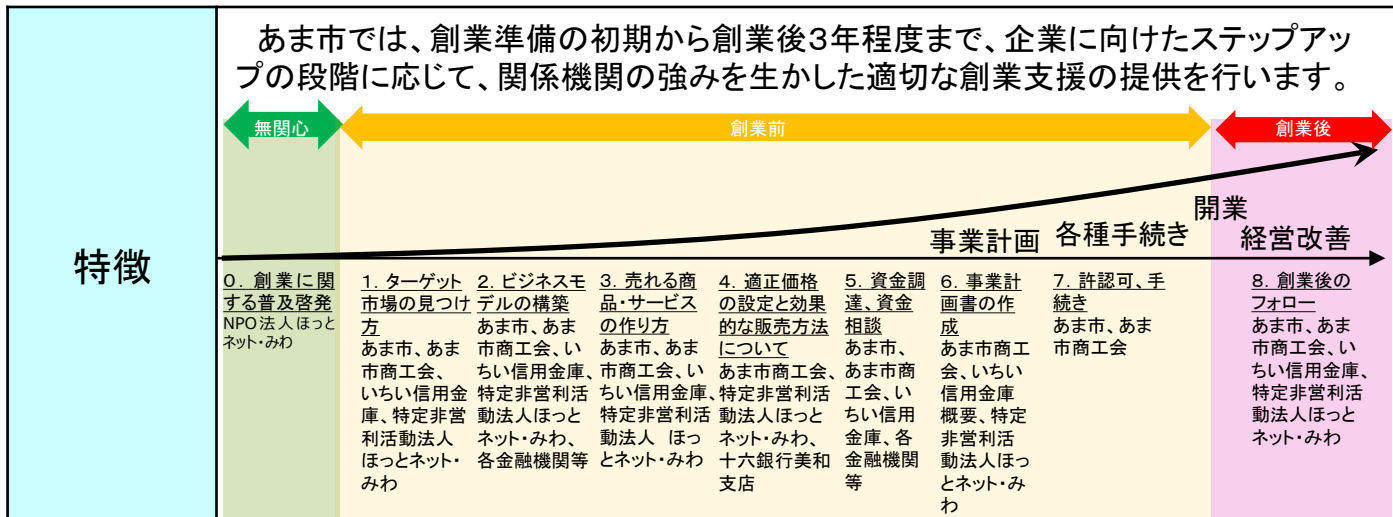 特徴
あま市では、創業準備の初期から創業後3年程度まで、企業に向けたステップアッ
プの段階に応じて、関係機関の強みを生かした適切な創業支援の提供を行います。
無関心
創業前
創業後
事業計画
各種手続き
開業
経営改善
0.創業に関
する普及啓発
NPO法人ほっと
ネット・みわ
1.ターゲット
市場の見つけ
方
あま市、あま
市商工会、
いちい信用金
庫、特定非営
利活動法人
ほっとネット・
みわ
2.ビジネスモ
デルの構築
あま市、あま
市商工会、い
ちい信用金庫、
特定非営利活
動法人ほっと
ネット・みわ、
各金融機関等
3.売れる商
品・サービス
の作り方
あま市、あま
市商工会、い
ちい信用金庫、
特定非営利活
動法人 ほっ
とネット・みわ
4.適正価格
の設定と効果
的な販売方法
について
あま市商工会、
特定非営利活
動法人ほっと
ネット・みわ、
十六銀行美和
支店
5.資金調
達、資金
相談
あま市、
あま市商
工会、い
ちい信用
金庫、各
金融機関
等
6.事業計
画書の作
成
あま市商工
会、いちい
信用金庫
概要、特定
非営利活
動法人ほっ
とネット・み
わ
7.許認可、手
続き
あま市、あま
市商工会
8.創業後の
フォロー
あま市、あま
市商工会、い
ちい信用金庫、
特定非営利活
動法人ほっと
ネット・みわ